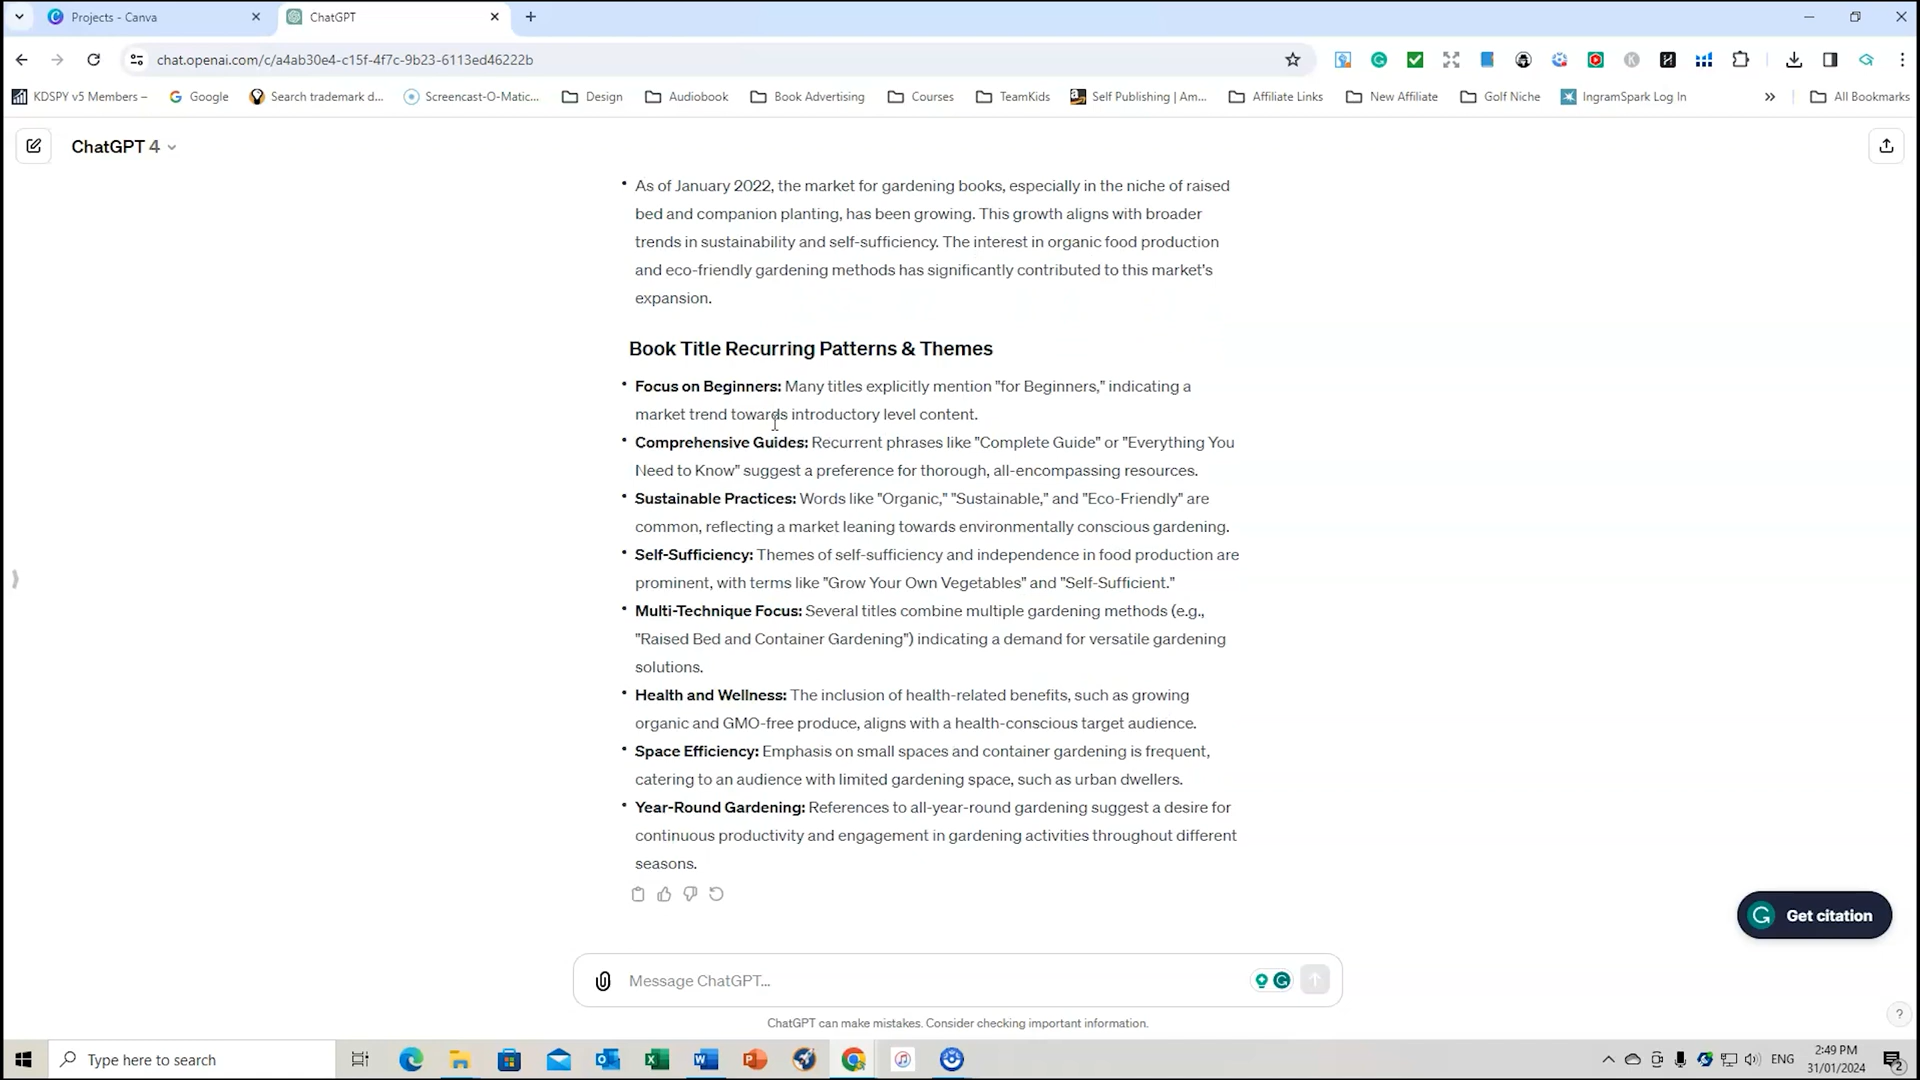 Projects - Canva
ChatGPT
chat.openai.com/c/a4ab30e4-c15f-4f7c-9b23-6113ed46222b
KDSPY v5 Members –
Google
Search trademark d...
Screencast-O-Matic...
Design
Audiobook
Book Advertising
Courses
TeamKids
Self Publishing | Am...
Affiliate Links
New Affiliate
Golf Niche
IngramSpark Log In
»
All Bookmarks
ChatGPT 4
• As of January 2022, the market for gardening books, especially in the niche of raised
bed and companion planting, has been growing. This growth aligns with broader
trends in sustainability and self-sufficiency. The interest in organic food production
and eco-friendly gardening methods has significantly contributed to this market's
expansion.
Book Title Recurring Patterns & Themes
• Focus on Beginners: Many titles explicitly mention "for Beginners," indicating a
market trend towards introductory level content.
• Comprehensive Guides: Recurrent phrases like "Complete Guide" or "Everything You
Need to Know" suggest a preference for thorough, all-encompassing resources.
• Sustainable Practices: Words like "Organic," "Sustainable," and "Eco-Friendly" are
common, reflecting a market leaning towards environmentally conscious gardening.
• Self-Sufficiency: Themes of self-sufficiency and independence in food production are
prominent, with terms like "Grow Your Own Vegetables" and "Self-Sufficient."
• Multi-Technique Focus: Several titles combine multiple gardening methods (e.g.,
"Raised Bed and Container Gardening") indicating a demand for versatile gardening
solutions.
• Health and Wellness: The inclusion of health-related benefits, such as growing
organic and GMO-free produce, aligns with a health-conscious target audience.
• Space Efficiency: Emphasis on small spaces and container gardening is frequent,
catering to an audience with limited gardening space, such as urban dwellers.
• Year-Round Gardening: References to all-year-round gardening suggest a desire for
continuous productivity and engagement in gardening activities throughout different
seasons.
Get citation
Message ChatGPT...
ChatGPT can make mistakes. Consider checking important information.
?
Type here to search
ENG
2:49 PM
31/01/2024
2